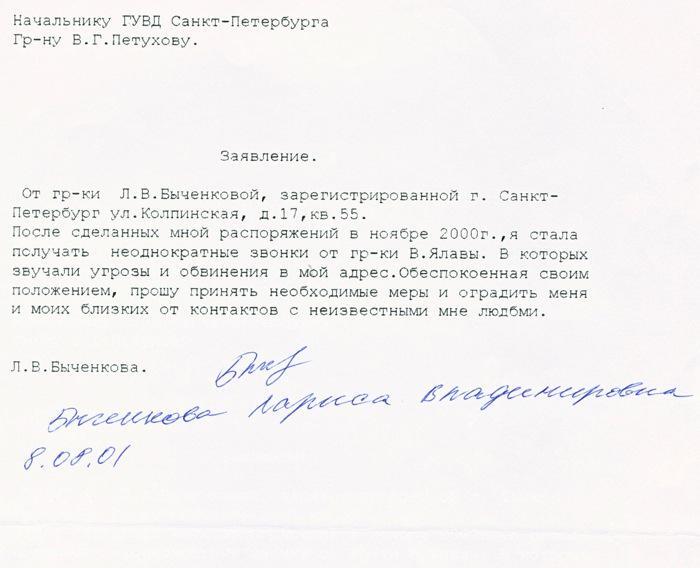 Начальнику ГУВД Санкт-Петербурга
Гр-ну В.Г.Петухову.
Заявление.
От гр-ки Л.В.Быченковой, зарегистрированной г. Санкт-
Петербург ул.Колпинская, д.17,кв.55.
После сделанных мной распоряжений в ноябре 2000г.,я стала
получать неоднократные звонки от гр-ки В.Ялавы. В которых
звучали угрозы и обвинения в мой адрес.Обеспокоенная своим
положением, прошу принять необходимые меры и оградить меня
и моих близких от контактов с неизвестными мне людбми.
Л.В.Быченкова.
Быченкова Лариса Владимировна
8.08.01